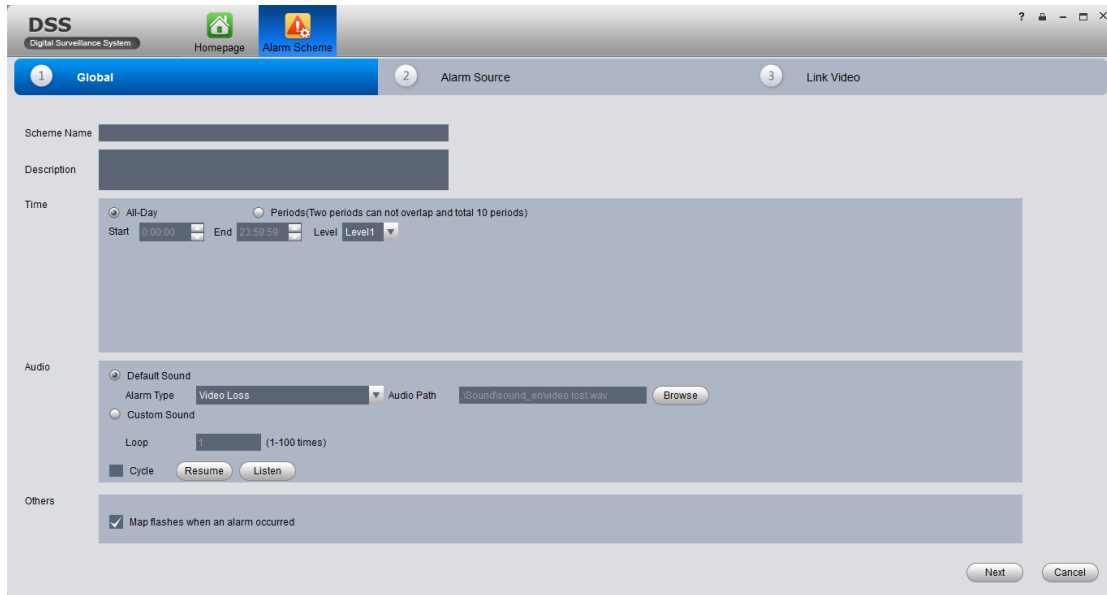 DSS
Digital Surveillance System
Homepage
Alarm Scheme
?
1 Global
2 Alarm Source
3 Link Video
Scheme Name
Description
Time
All-Day Periods(Two periods can not overlap and total 10 periods)
Start 0:00:00 End 23:59:59 Level Level1
Audio
Default Sound
Alarm Type Video Loss Audio Path \Sound\sound_en\video lost.wav Browse
Custom Sound
Loop 1 (1-100 times)
Cycle Resume Listen
Others
Map flashes when an alarm occurred
Next Cancel